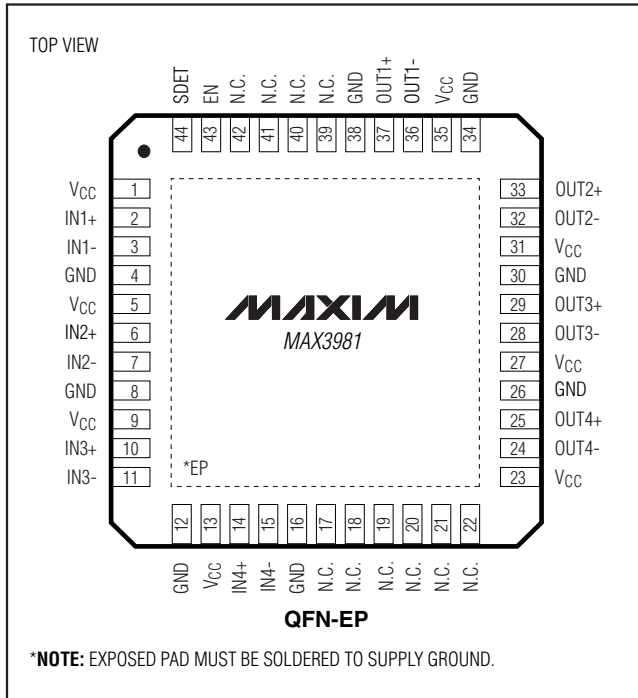 TOP VIEW
SDET EN N.C. N.C. N.C. N.C. GND OUT1+ OUT1- VCC GND
44 43 42 41 40 39 38 37 36 35 34
VCC 1 33 OUT2+
IN1+ 2 32 OUT2-
IN1- 3 31 VCC
GND 4 30 GND
VCC 5 29 OUT3+
IN2+ 6 28 OUT3-
IN2- 7 27 VCC
GND 8 26 GND
VCC 9 25 OUT4+
IN3+ 10 24 OUT4-
IN3- 11 23 VCC
MAXIM
MAX3981
*EP
12 13 14 15 16 17 18 19 20 21 22
GND VCC IN4+ IN4- GND N.C. N.C. N.C. N.C. N.C. N.C.
QFN-EP
*NOTE: EXPOSED PAD MUST BE SOLDERED TO SUPPLY GROUND.